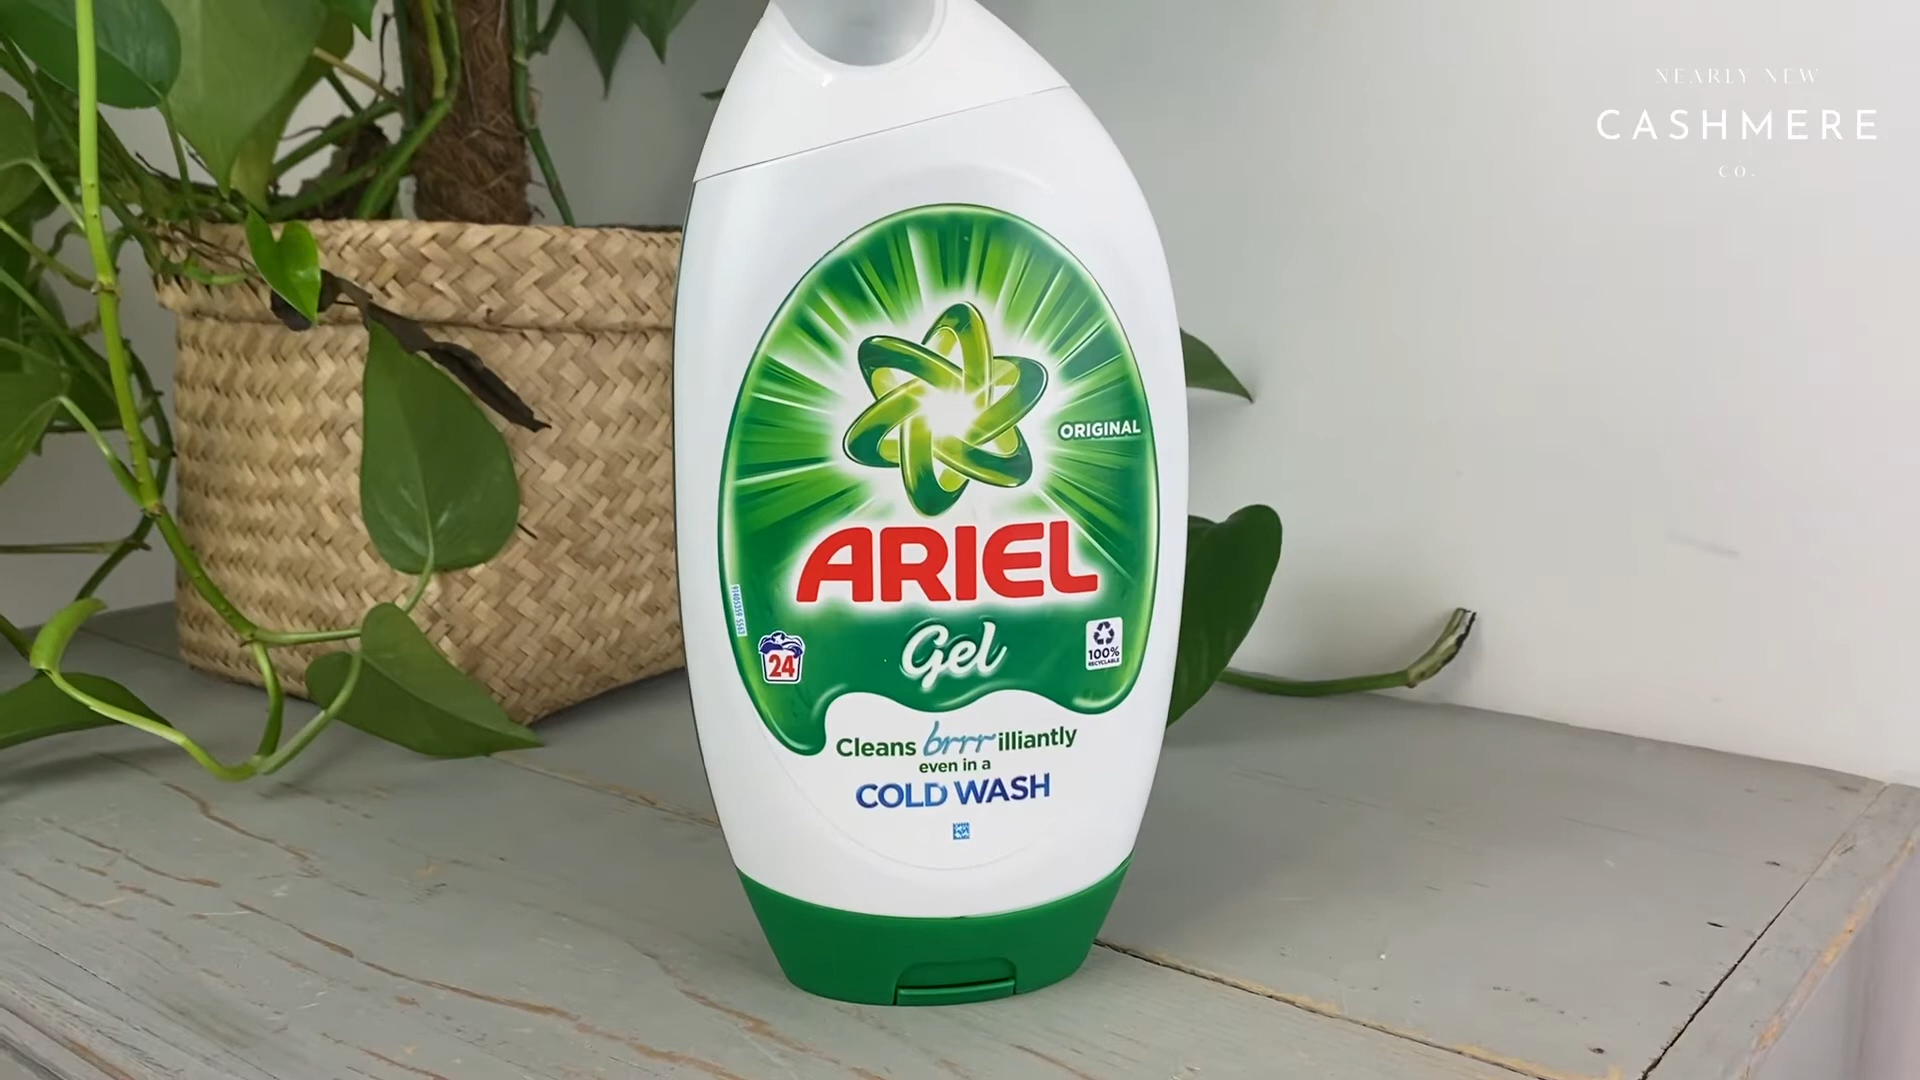 NEARLY NEW
CASHMERE
CO.
ORIGINAL
ARIEL
Gel
24
100%
RECYCLABLE
Cleans brrrilliantly
even in a
COLD WASH